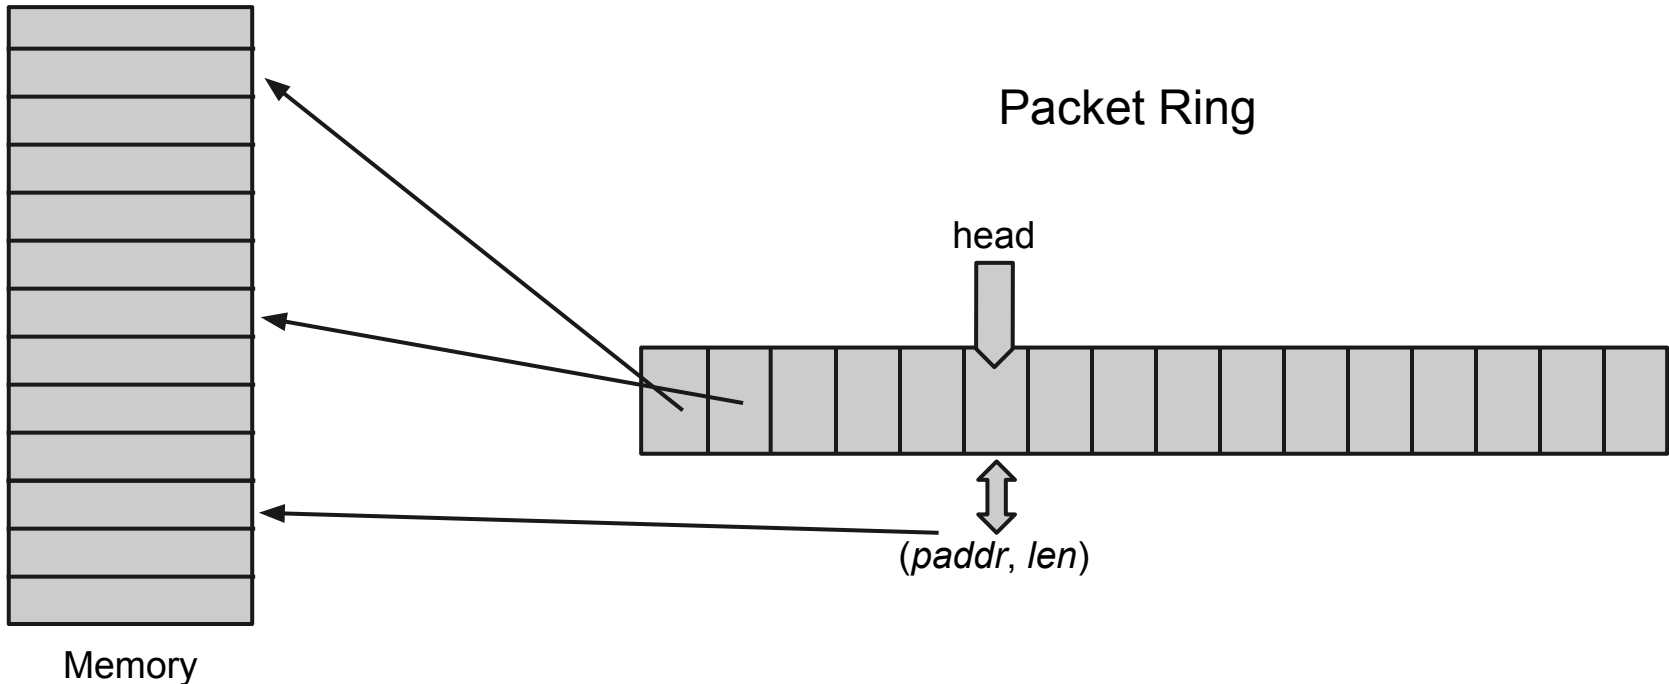 Packet Ring
head
(paddr, len)
Memory